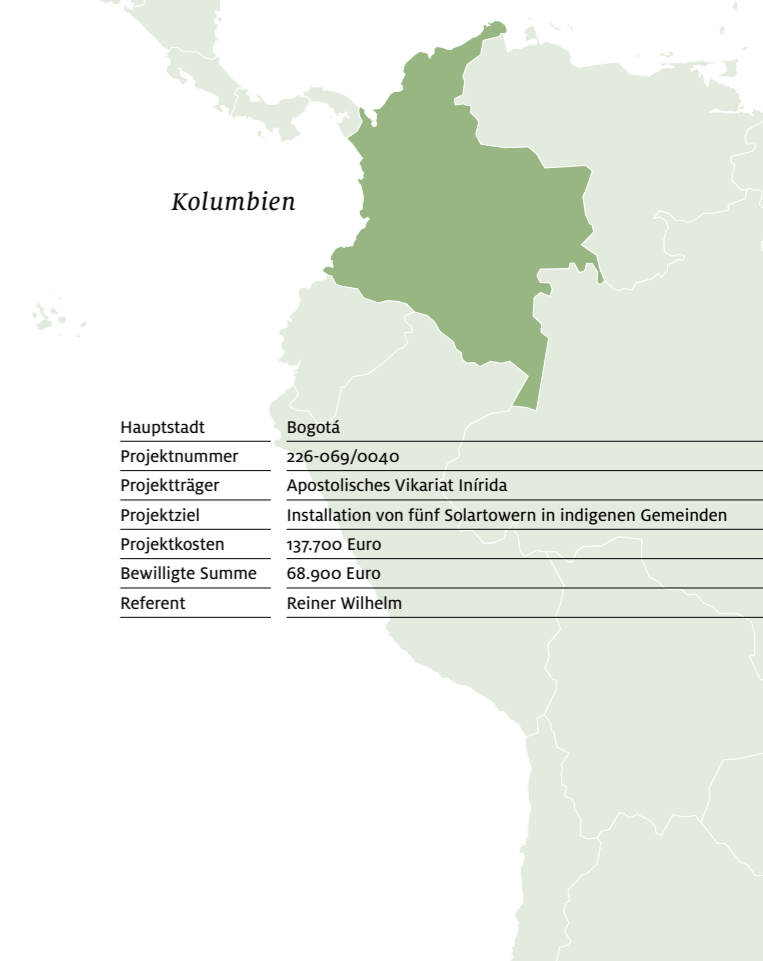 Kolumbien
Hauptstadt Bogotá
Projektnummer 226-069/0040
Projektträger Apostolisches Vikariat Inírida
Projektziel Installation von fünf Solartowern in indigenen Gemeinden
Projektkosten 137.700 Euro
Bewilligte Summe 68.900 Euro
Referent Reiner Wilhelm